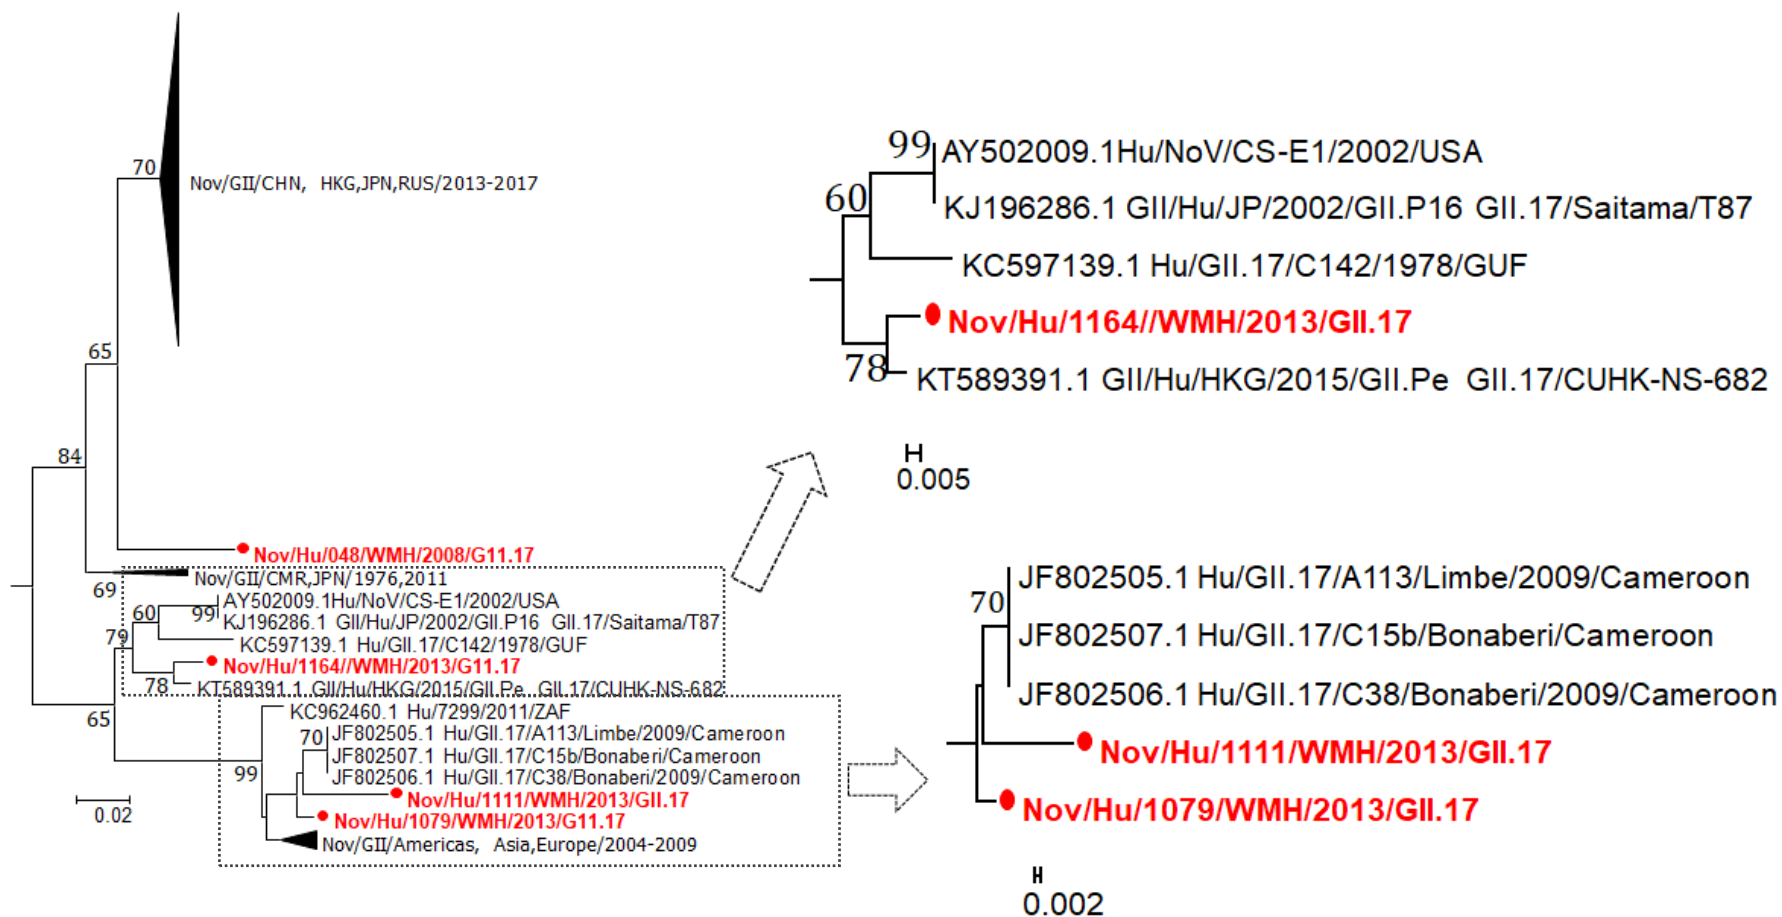 70
Nov/GII/CHN, HKG,JPN,RUS/2013-2017
65
84
Nov/Hu/048/WMH/2008/G11.17
69
Nov/GII/CMR,JPN/1976,2011
AY502009.1Hu/NoV/CS-E1/2002/USA
60
99
KJ196286.1 GII/Hu/JP/2002/GII.P16 GII.17/Saitama/T87
79
KC597139.1 Hu/GII.17/C142/1978/GUF
Nov/Hu/1164//WMH/2013/G11.17
78
KT589391.1 GII/Hu/HKG/2015/GII.Pe GII.17/CUHK-NS-682
65
KC962460.1 Hu/7299/2011/ZAF
70
JF802505.1 Hu/GII.17/A113/Limbe/2009/Cameroon
JF802507.1 Hu/GII.17/C15b/Bonaberi/Cameroon
99
JF802506.1 Hu/GII.17/C38/Bonaberi/2009/Cameroon
Nov/Hu/1111/WMH/2013/GII.17
Nov/Hu/1079/WMH/2013/G11.17
Nov/GII/Americas, Asia,Europe/2004-2009
0.02
99
AY502009.1Hu/NoV/CS-E1/2002/USA
60
KJ196286.1 GII/Hu/JP/2002/GII.P16 GII.17/Saitama/T87
KC597139.1 Hu/GII.17/C142/1978/GUF
Nov/Hu/1164//WMH/2013/GII.17
78
KT589391.1 GII/Hu/HKG/2015/GII.Pe GII.17/CUHK-NS-682
0.005
JF802505.1 Hu/GII.17/A113/Limbe/2009/Cameroon
70
JF802507.1 Hu/GII.17/C15b/Bonaberi/Cameroon
JF802506.1 Hu/GII.17/C38/Bonaberi/2009/Cameroon
Nov/Hu/1111/WMH/2013/GII.17
Nov/Hu/1079/WMH/2013/GII.17
0.002